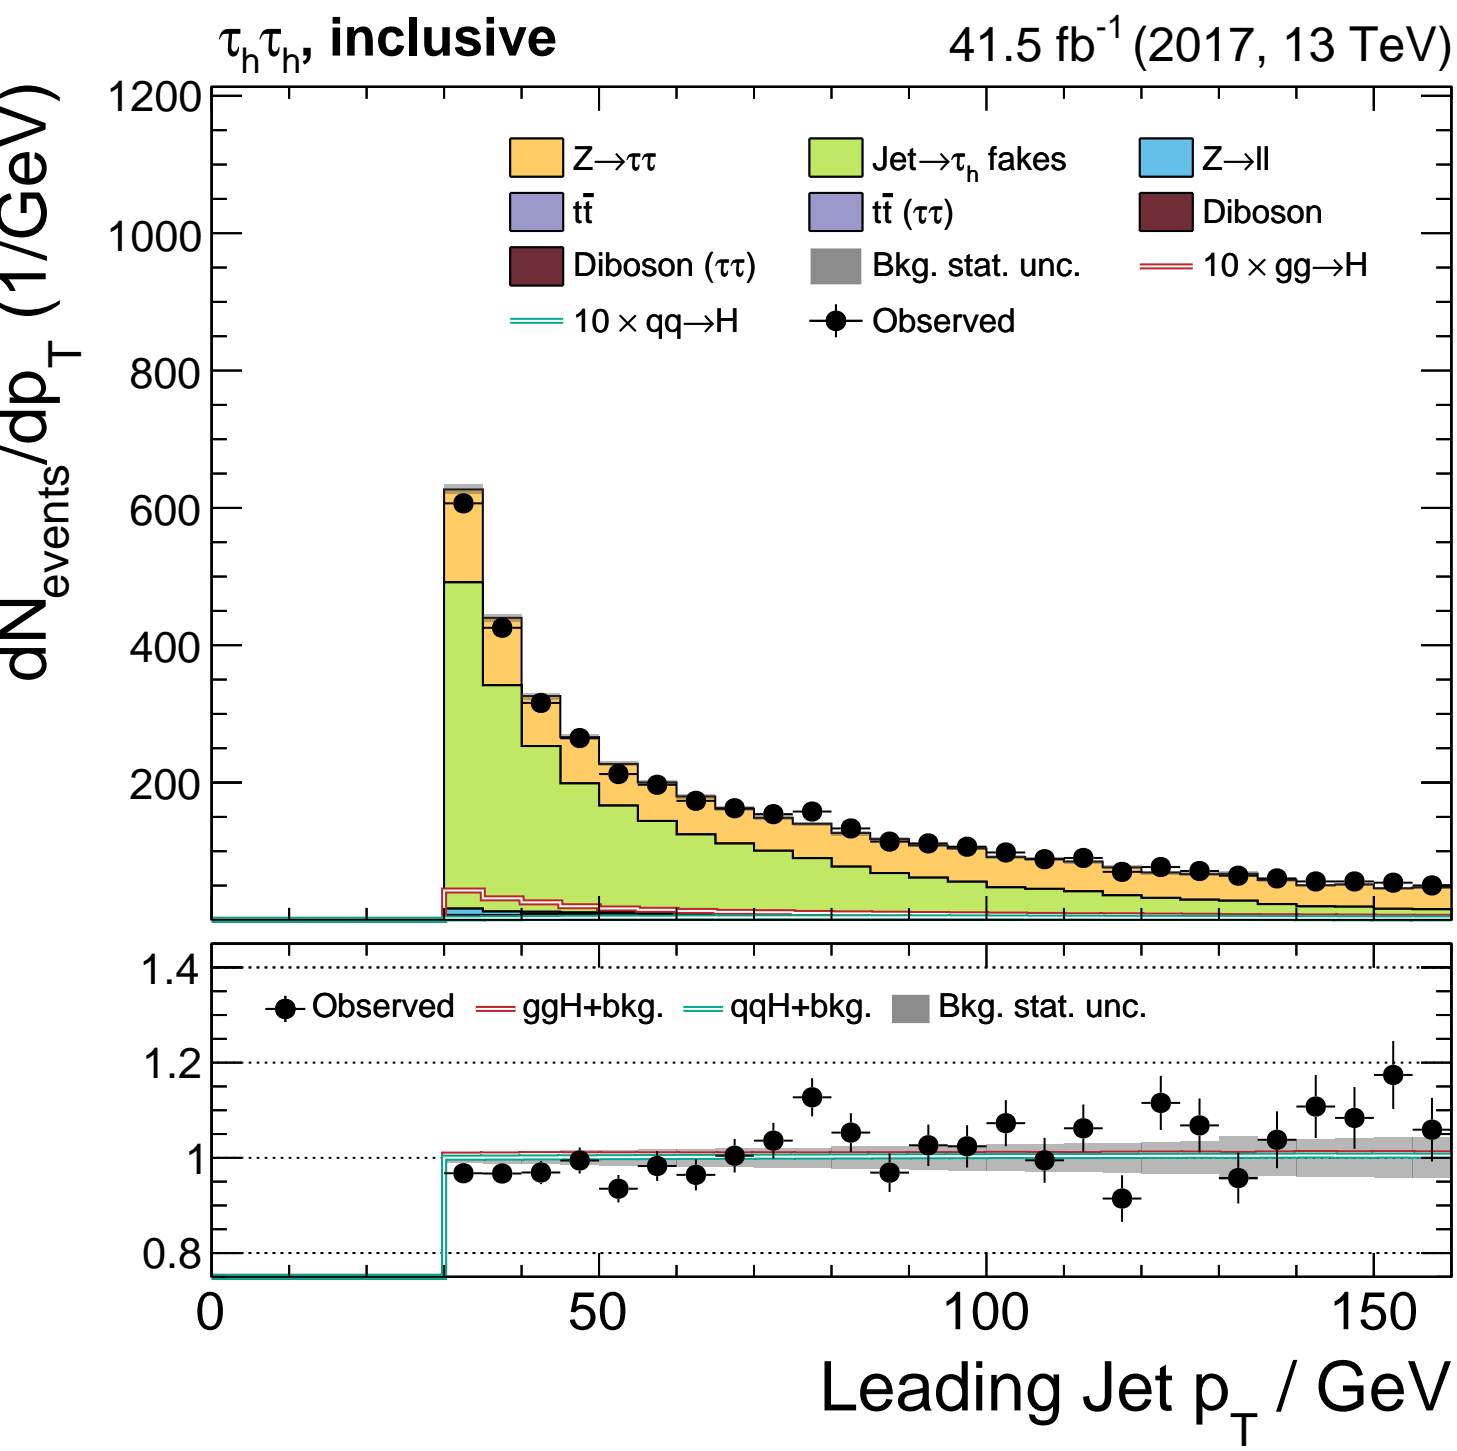 τhτh, inclusive 41.5 fb-1 (2017, 13 TeV)
dNevents/dpT (1/GeV)
1200
1000
800
600
400
200
Z→ττ Jet→τh fakes Z→ll
tt̄ tt̄ (ττ) Diboson
Diboson (ττ) Bkg. stat. unc. 10 × gg→H
10 × qq→H Observed
1.4
1.2
1
0.8
Observed ggH+bkg. qqH+bkg. Bkg. stat. unc.
0 50 100 150
Leading Jet pT / GeV